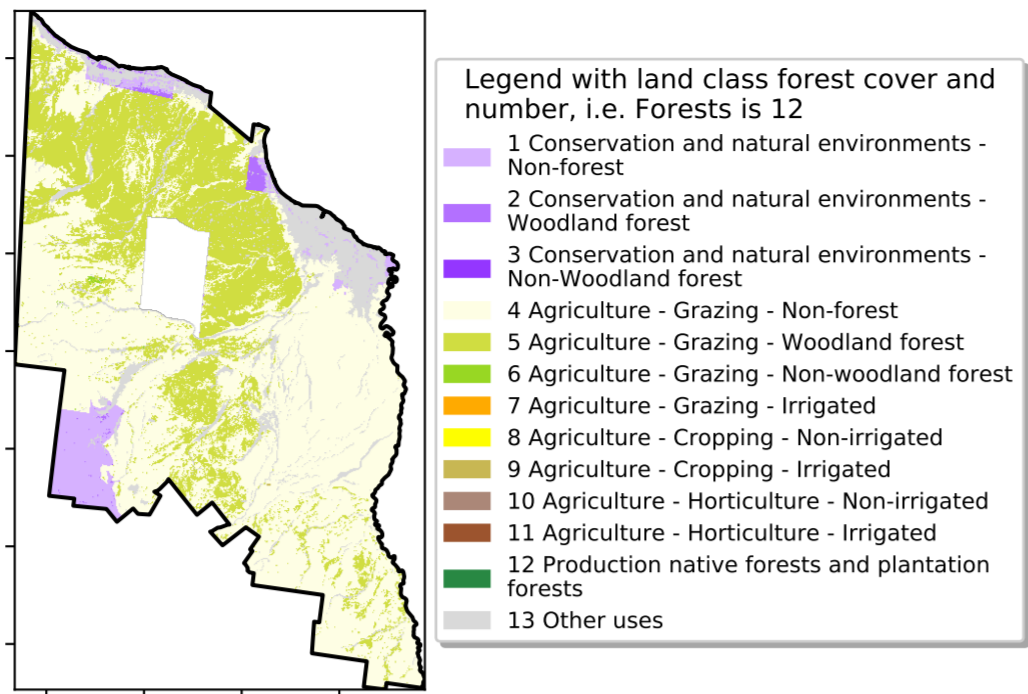 Legend with land class forest cover and
number, i.e. Forests is 12
1 Conservation and natural environments -
Non-forest
2 Conservation and natural environments -
Woodland forest
3 Conservation and natural environments -
Non-Woodland forest
4 Agriculture - Grazing - Non-forest
5 Agriculture - Grazing - Woodland forest
6 Agriculture - Grazing - Non-woodland forest
7 Agriculture - Grazing - Irrigated
8 Agriculture - Cropping - Non-irrigated
9 Agriculture - Cropping - Irrigated
10 Agriculture - Horticulture - Non-irrigated
11 Agriculture - Horticulture - Irrigated
12 Production native forests and plantation
forests
13 Other uses